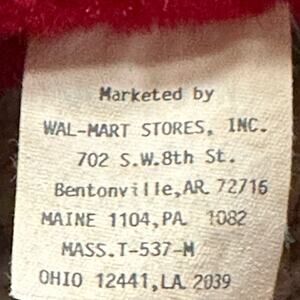 Marketed by
WAL-MART STORES, INC.
702 S.W.8th St.
Bentonville,AR 72716
MAINE 1104,PA 1082
MASS.T-537-M
OHIO 12441,LA 2039